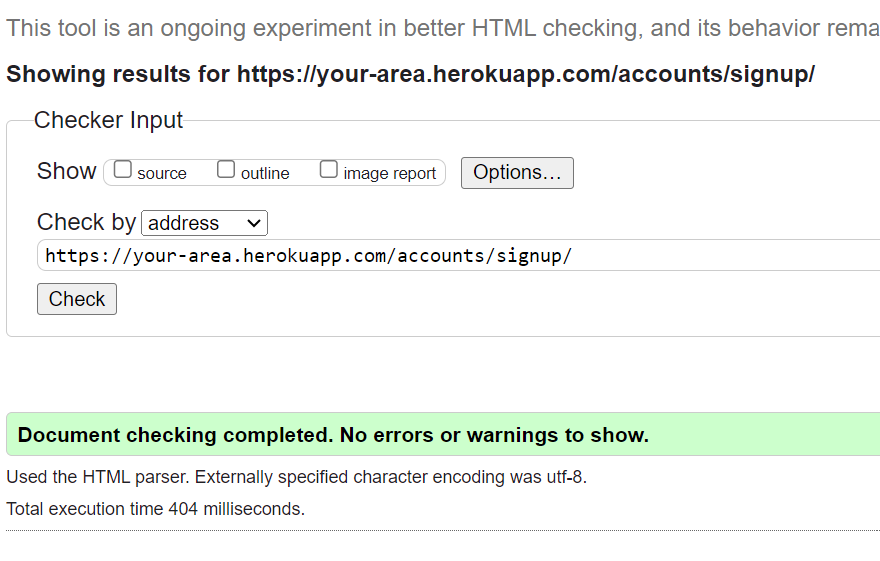 This tool is an ongoing experiment in better HTML checking, and its behavior rema
Showing results for https://your-area.herokuapp.com/accounts/signup/
Checker Input
Show source outline image report Options...
Check by address
https://your-area.herokuapp.com/accounts/signup/
Check
Document checking completed. No errors or warnings to show.
Used the HTML parser. Externally specified character encoding was utf-8.
Total execution time 404 milliseconds.